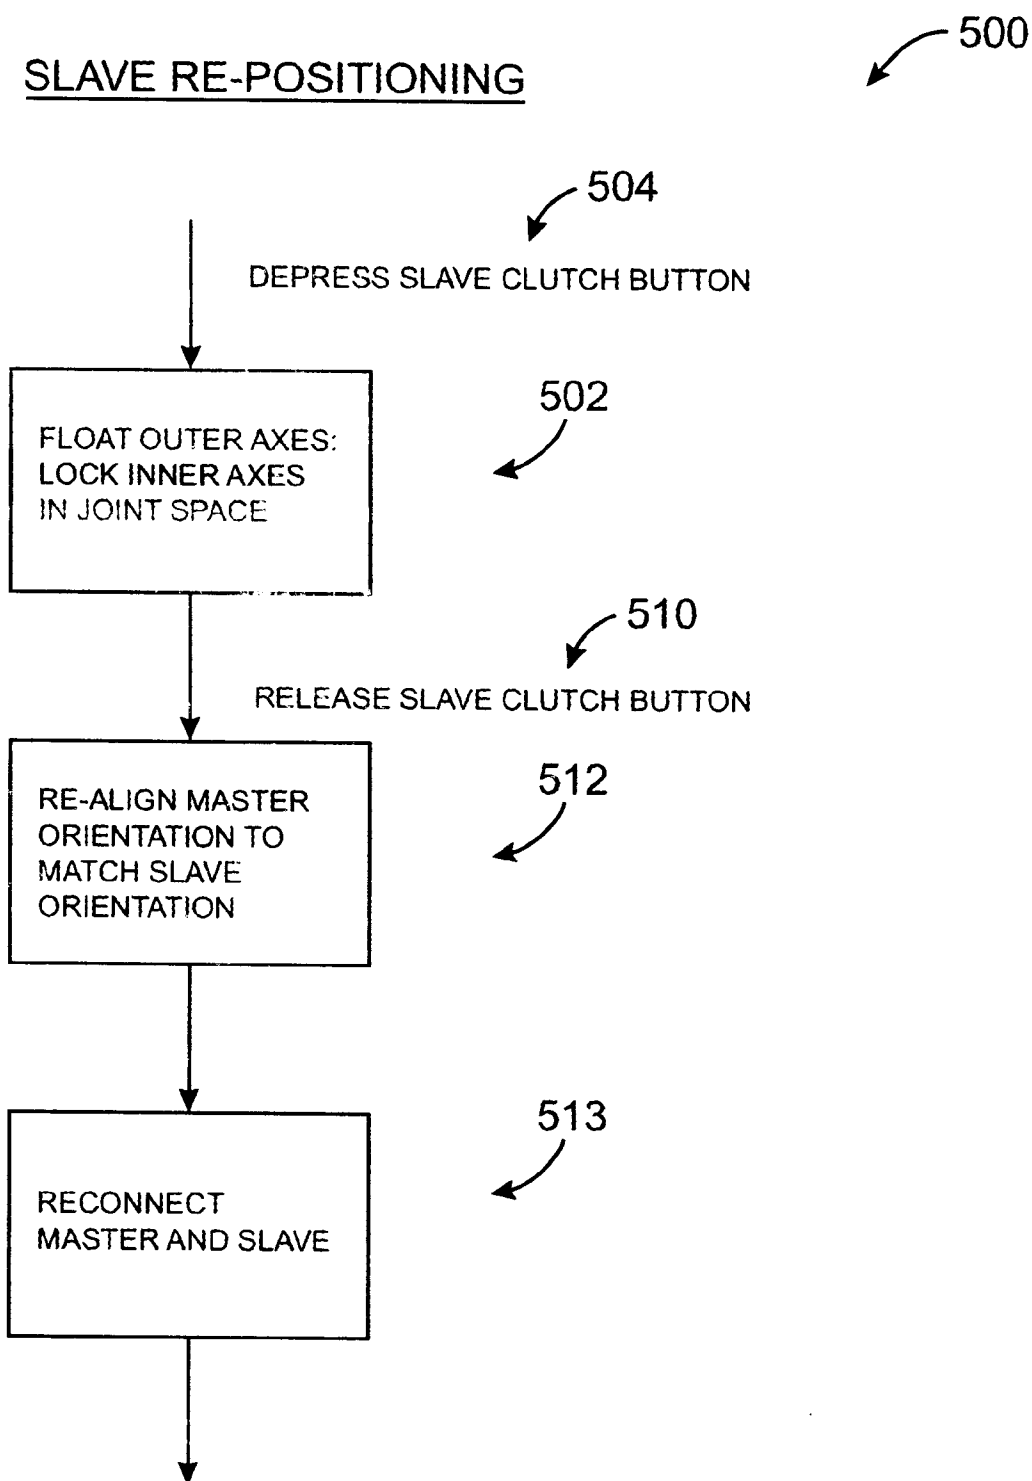 500
SLAVE RE-POSITIONING
504
DEPRESS SLAVE CLUTCH BUTTON
502
FLOAT OUTER AXES:
LOCK INNER AXES
IN JOINT SPACE
510
RELEASE SLAVE CLUTCH BUTTON
512
RE-ALIGN MASTER
ORIENTATION TO
MATCH SLAVE
ORIENTATION
513
RECONNECT
MASTER AND SLAVE